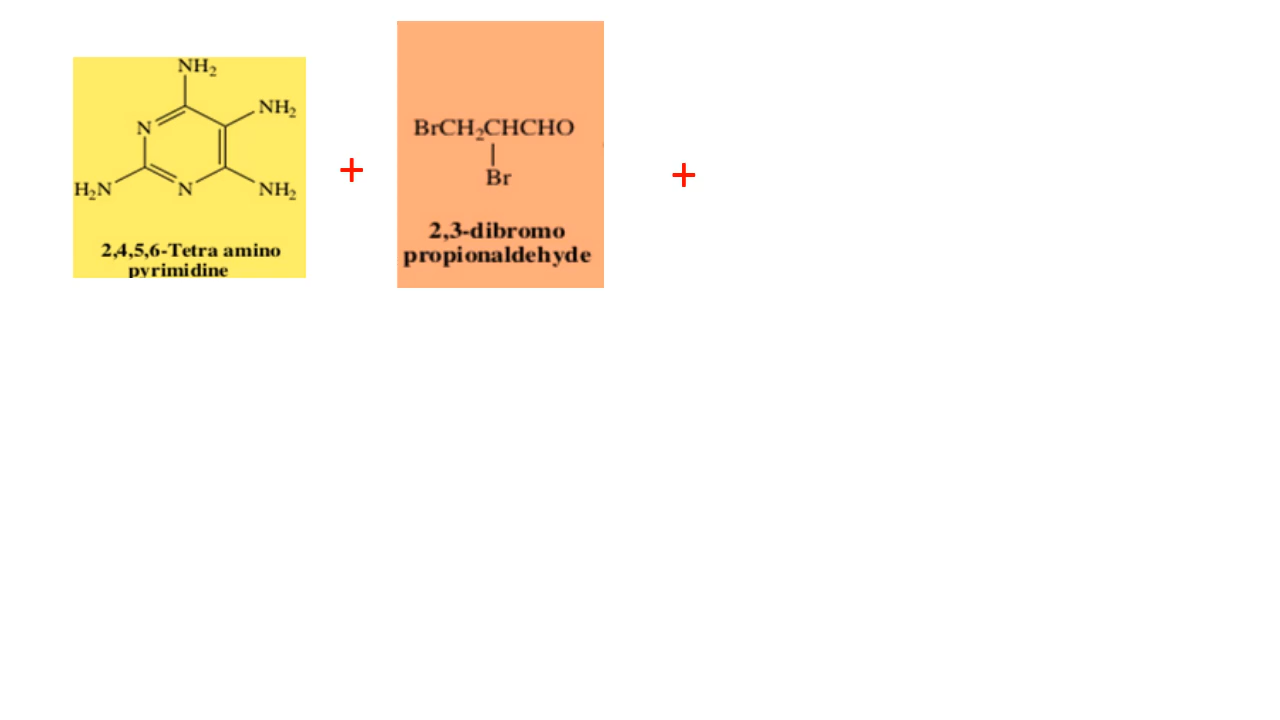 NH₂
NH₂
N
H₂N
N
NH₂
2,4,5,6-Tetra amino
pyrimidine
+
BrCH₂CHCHO
Br
2,3-dibromo
propionaldehyde
+